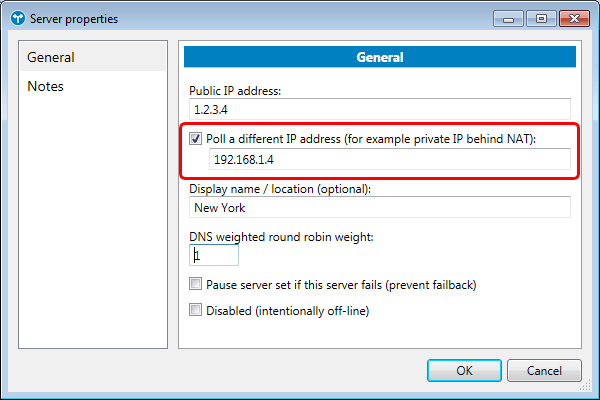 Server properties
General
Notes
General
Public IP address:
1.2.3.4
Poll a different IP address (for example private IP behind NAT):
192.168.1.4
Display name / location (optional):
New York
DNS weighted round robin weight:
1
Pause server set if this server fails (prevent failback)
Disabled (intentionally off-line)
OK
Cancel